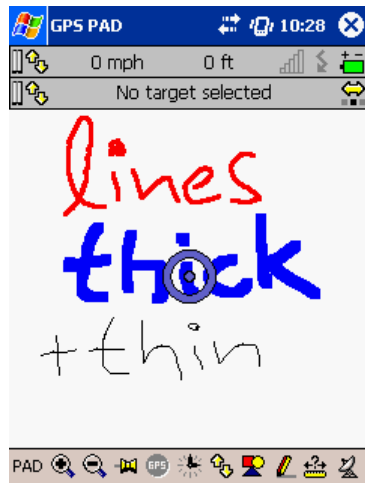 GPS PAD 10:28
0 mph 0 ft
No target selected
lines
thick
+ thin
PAD GPS